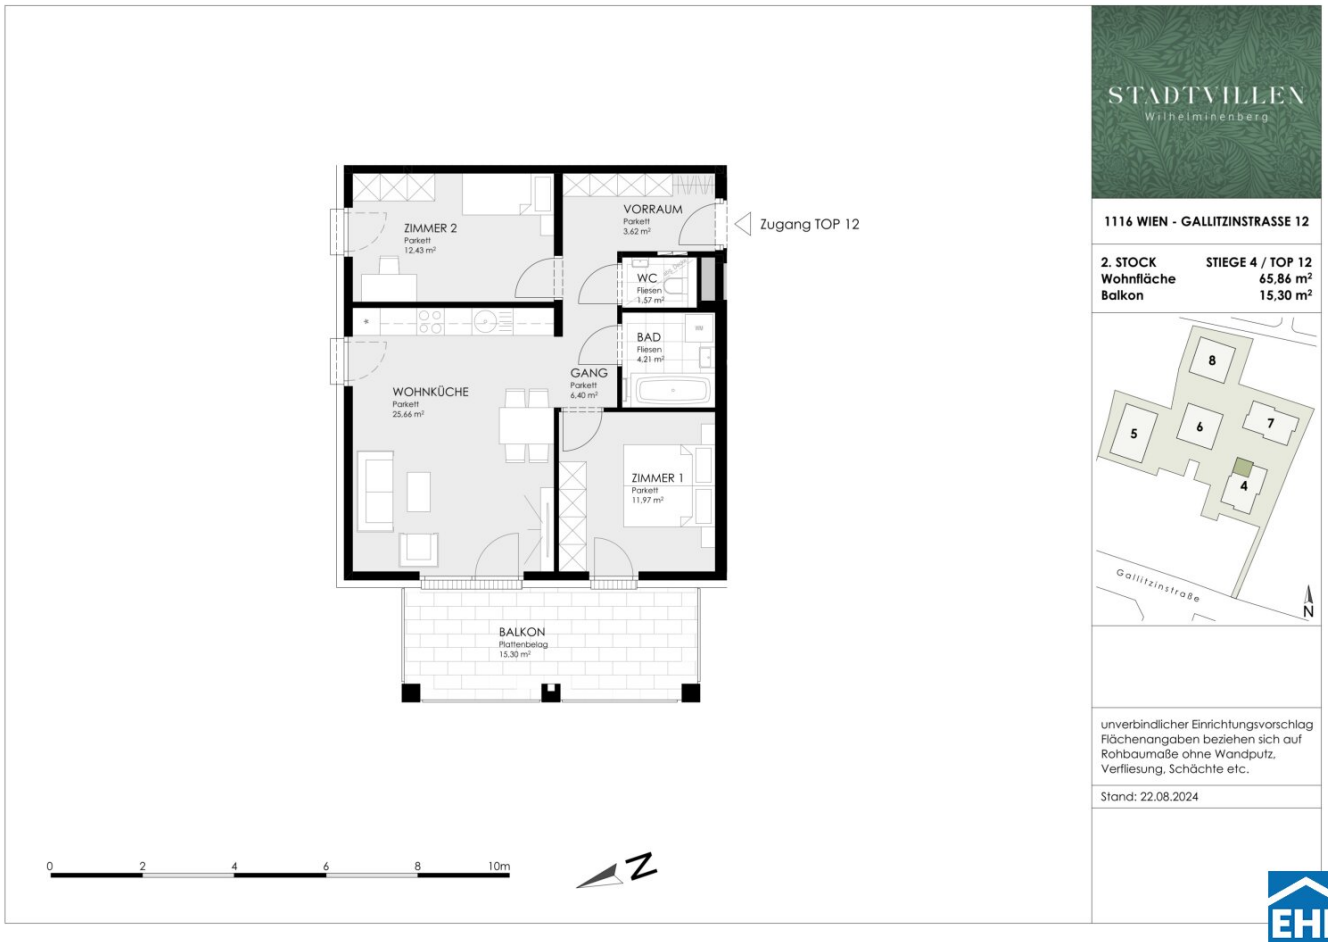 STADTVILLEN
Wilhelminenberg
1116 WIEN - GALLITZINSTRASSE 12
2. STOCK STIEGE 4 / TOP 12
Wohnfläche 65,86 m²
Balkon 15,30 m²
ZIMMER 2
Parkett
12,43 m²
VORRAUM
Parkett
3,62 m²
Zugang TOP 12
WC
Fliesen
1,57 m²
BAD
Fliesen
4,21 m²
GANG
Parkett
6,40 m²
WOHNKÜCHE
Parkett
25,66 m²
ZIMMER 1
Parkett
11,97 m²
BALKON
Plattenbelag
15,30 m²
8
5
6
7
4
Gallitzinstraße
N
unverbindlicher Einrichtungsvorschlag
Flächenangaben beziehen sich auf
Rohbaumaße ohne Wandputz,
Verfliesung, Schächte etc.
Stand: 22.08.2024
0 2 4 6 8 10m
N
EHL